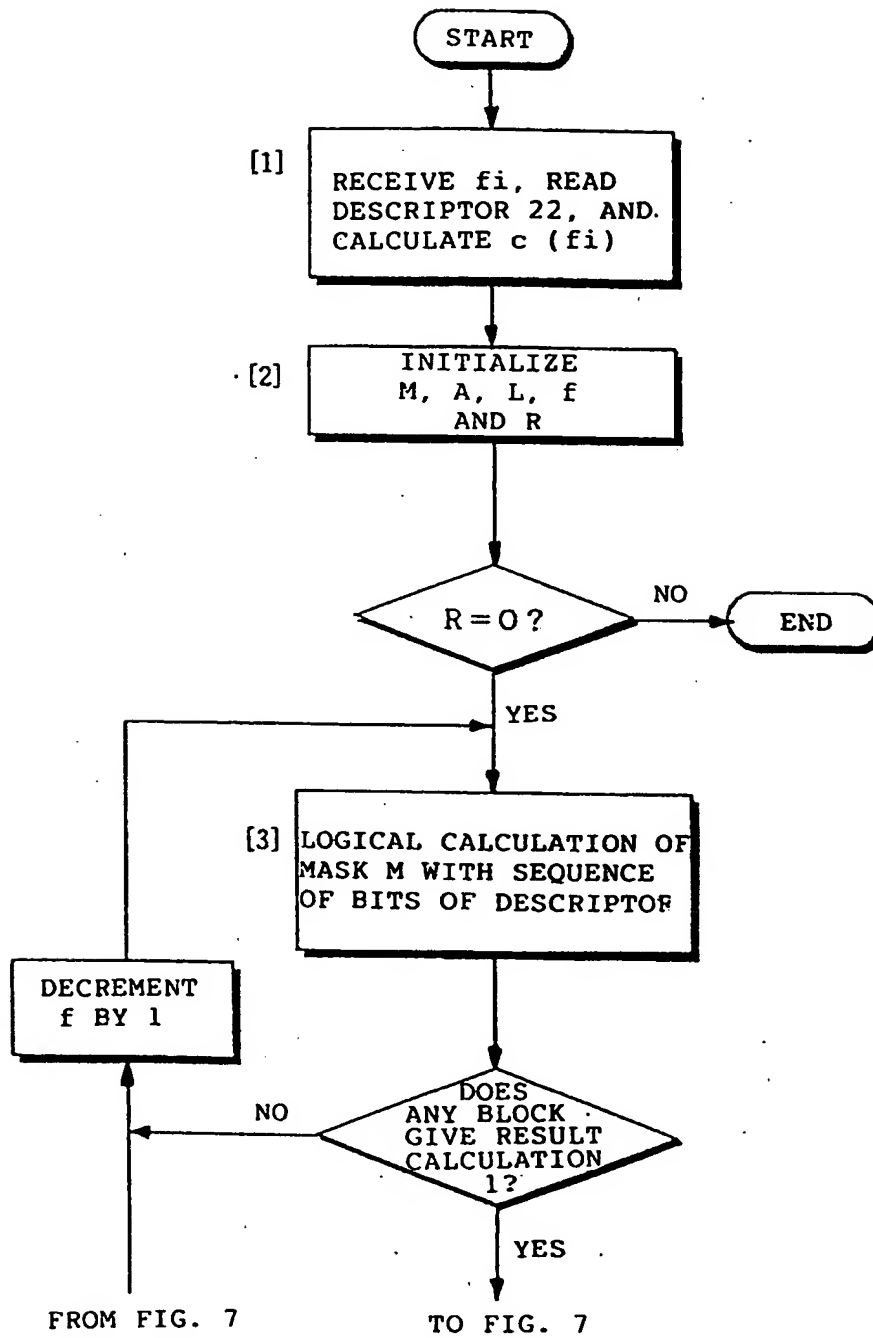 START
[1]
RECEIVE fi, READ
DESCRIPTOR 22, AND
CALCULATE c (fi)
[2]
INITIALIZE
M, A, L, f
AND R
R=0?
NO
END
YES
[3]
LOGICAL CALCULATION OF
MASK M WITH SEQUENCE
OF BITS OF DESCRIPTOR
DECREMENT
f BY 1
NO
DOES
ANY BLOCK
GIVE RESULT
CALCULATION
1?
YES
FROM FIG. 7
TO FIG. 7